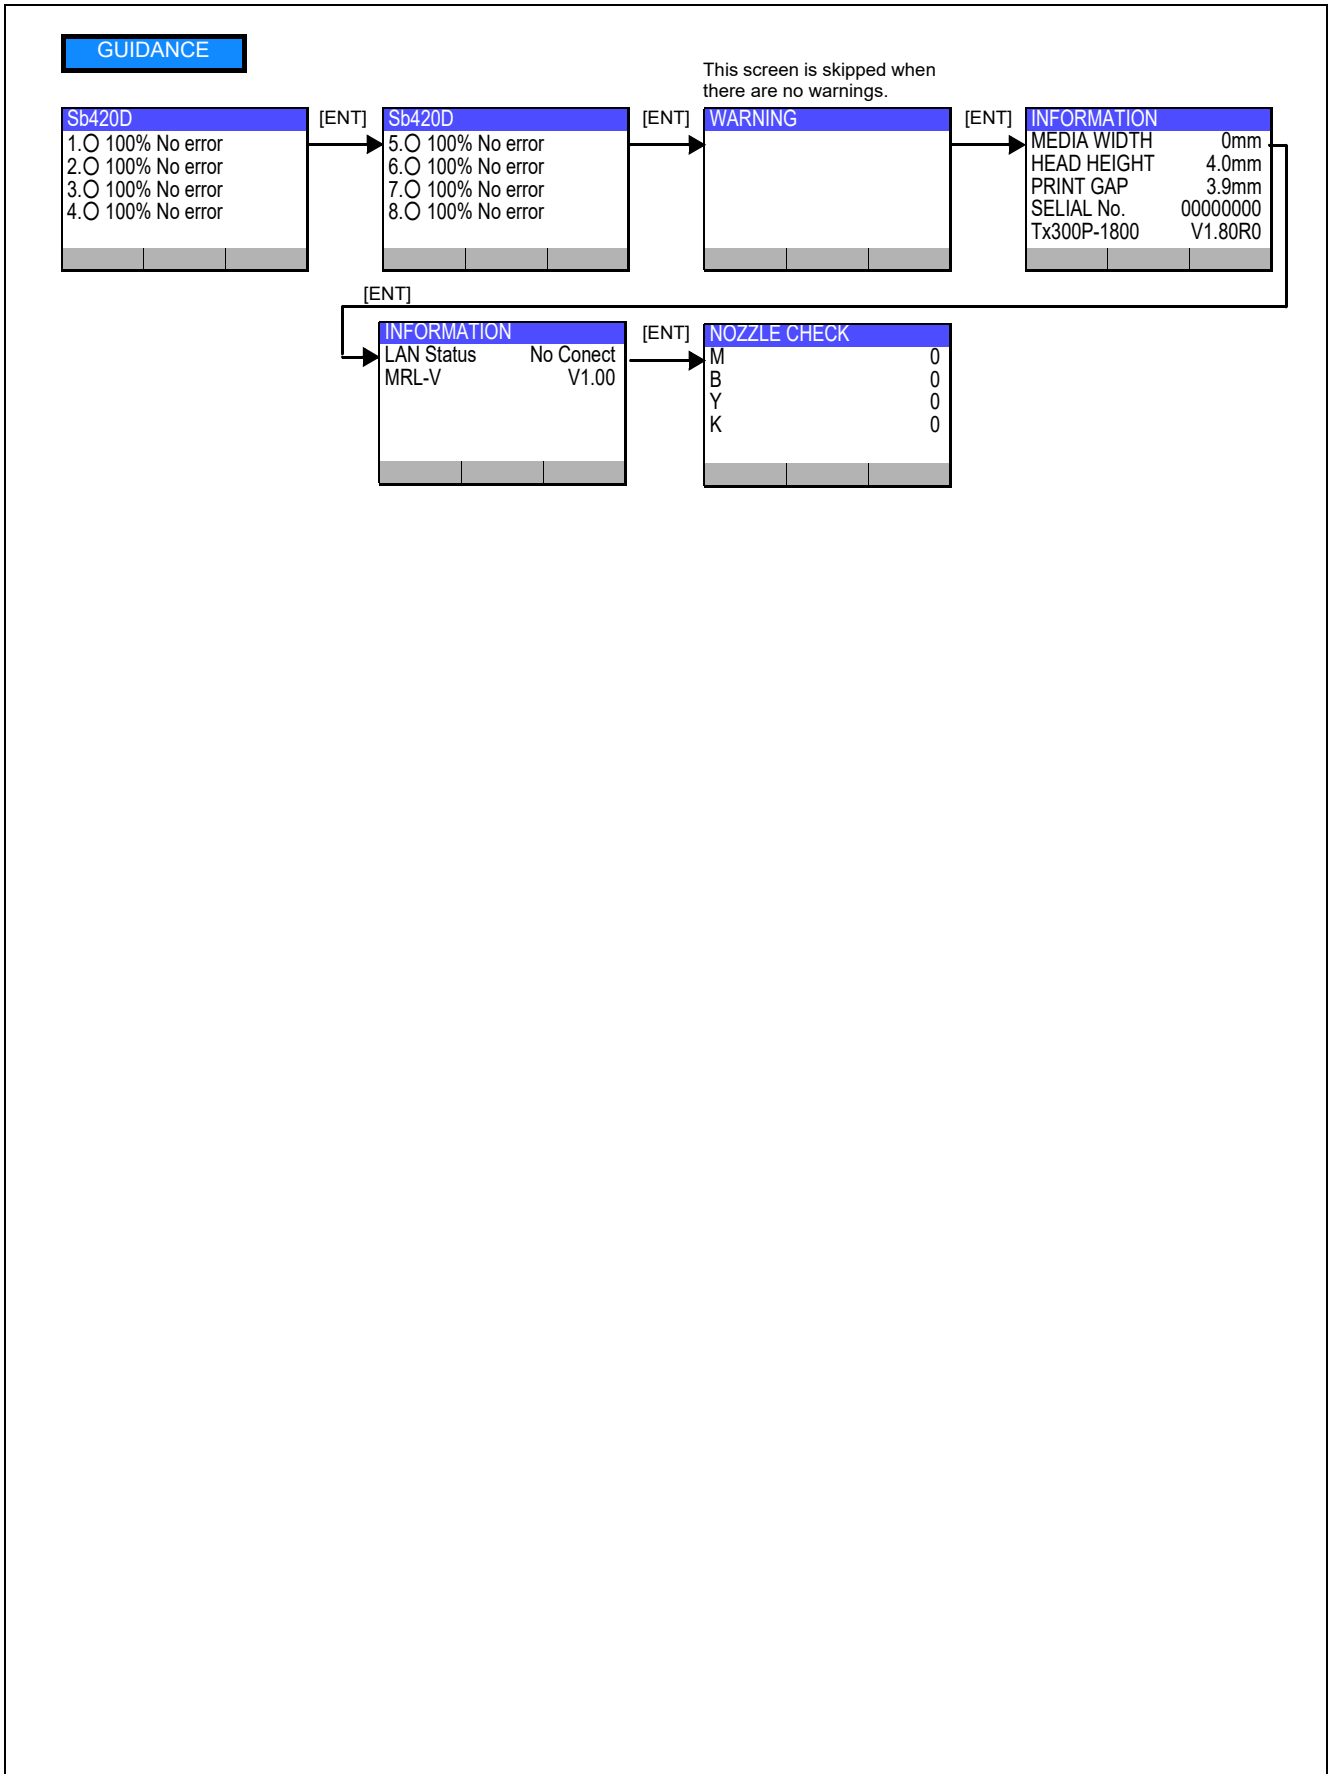 GUIDANCE
This screen is skipped when
there are no warnings.
Sb420D
1.○ 100% No error
2.○ 100% No error
3.○ 100% No error
4.○ 100% No error
[ENT]
Sb420D
5.○ 100% No error
6.○ 100% No error
7.○ 100% No error
8.○ 100% No error
[ENT]
WARNING
[ENT]
INFORMATION
MEDIA WIDTH 0mm
HEAD HEIGHT 4.0mm
PRINT GAP 3.9mm
SELIAL No. 00000000
Tx300P-1800 V1.80R0
[ENT]
INFORMATION
LAN Status No Conect
MRL-V V1.00
[ENT]
NOZZLE CHECK
M 0
B 0
Y 0
K 0